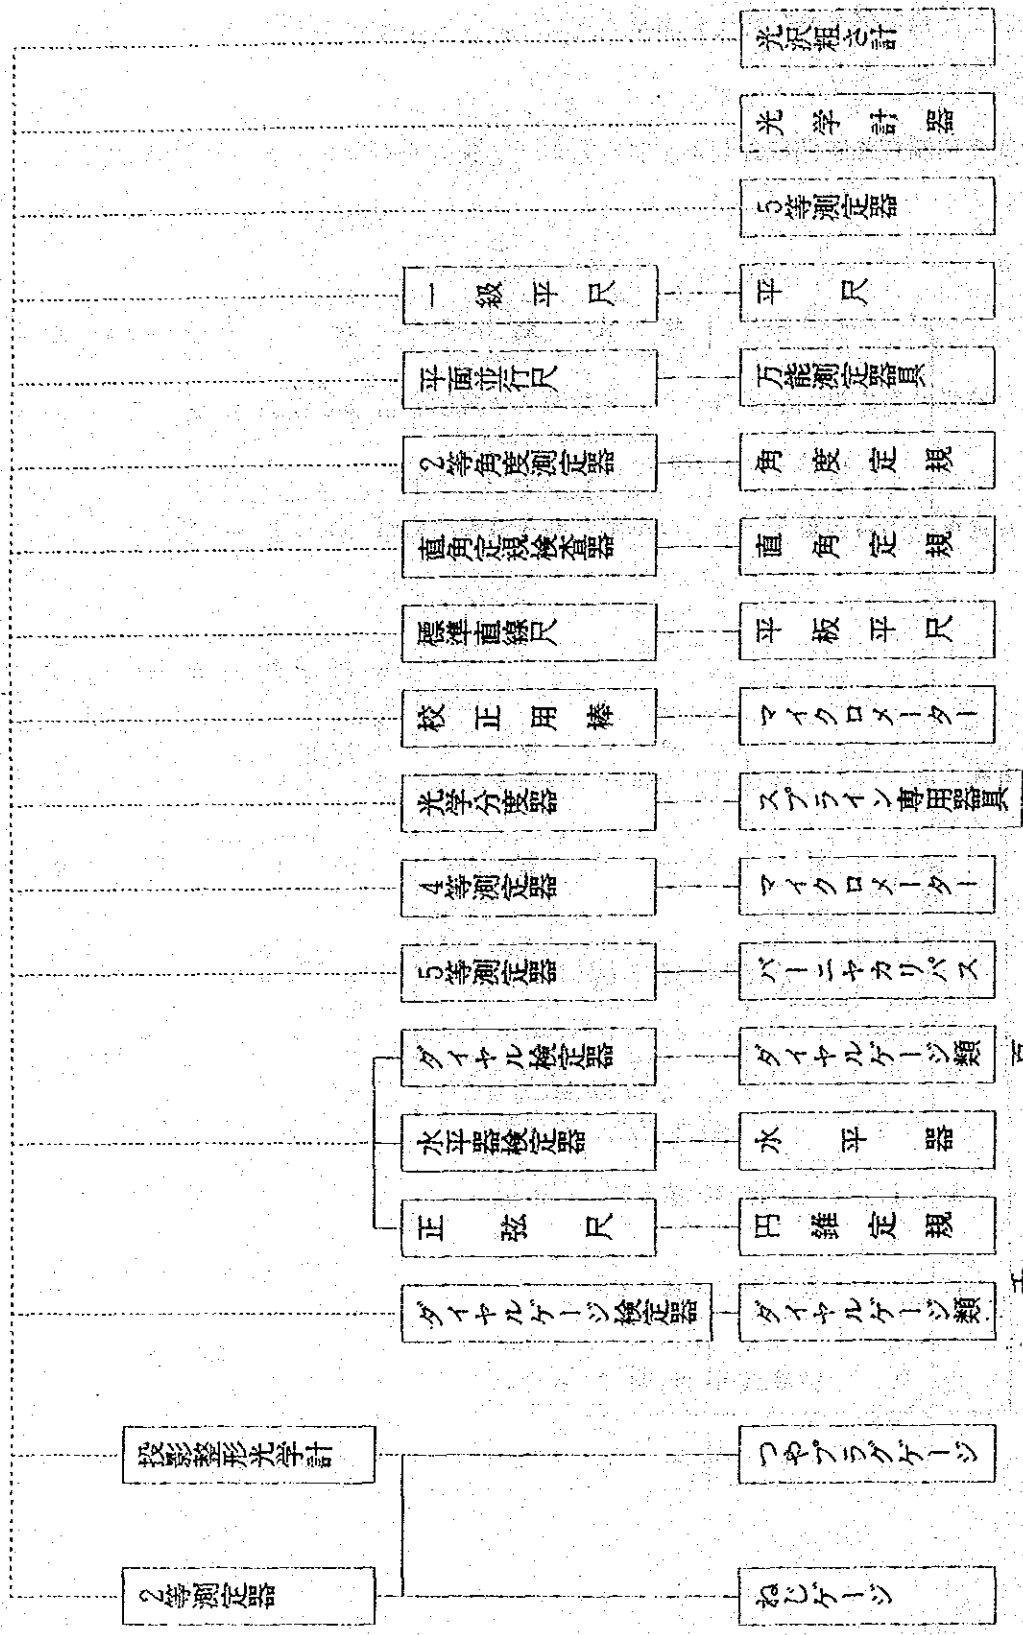 2等測定器
投影整形光学計
ダイヤルゲージ検定器
正弦尺
水平器検定器
ダイヤル検定器
5等測定器
4等測定器
光学分度器
校正用棒
標準直線尺
直角定規検査器
2等角度測定器
平面並行尺
一級平尺
ねじゲージ
つやプラグゲージ
ダイヤルゲージ類
円錐定規
水平器
ダイヤルゲージ類
バーニヤカリパス
マイクロメーター
スプライン専用器具
マイクロメーター
平板平尺
直角定規
角度定規
万能測定器具
平尺
5等測定器
光学計器
光沢粗さ計